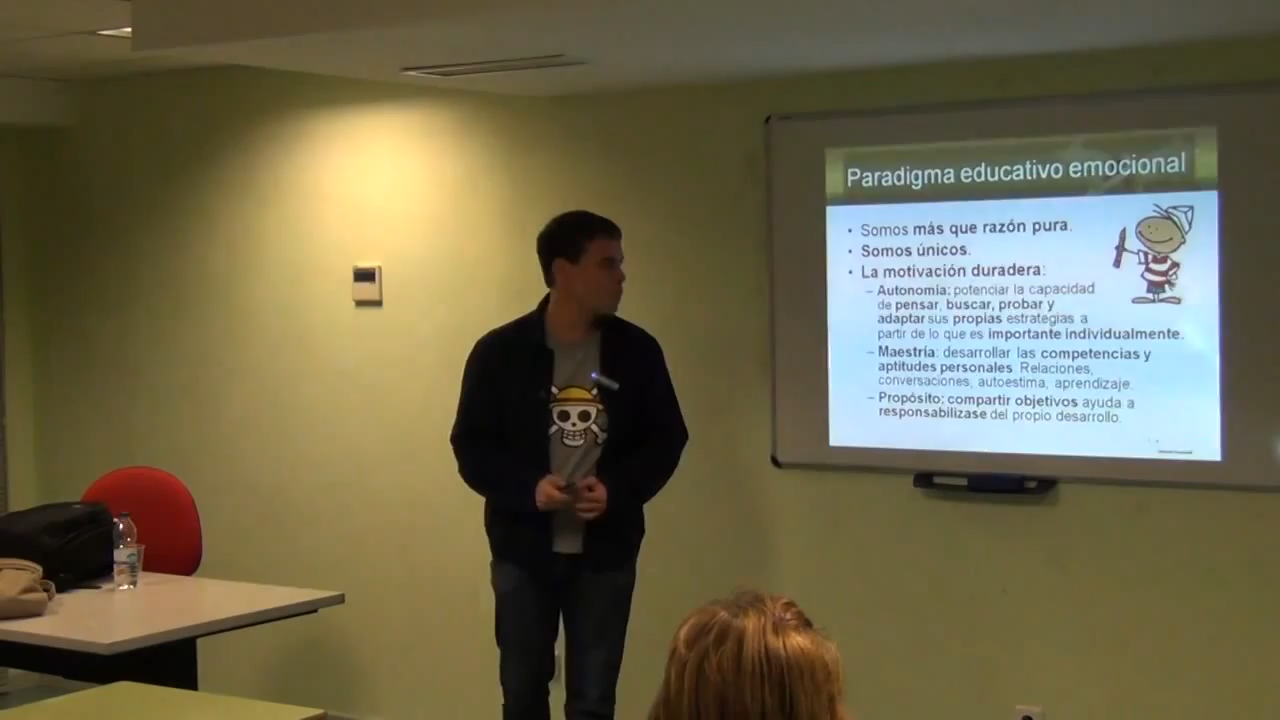 Paradigma educativo emocional
• Somos más que razón pura.
• Somos únicos.
• La motivación duradera:
– Autonomía: potenciar la capacidad
de pensar, buscar, probar y
adaptar sus propias estrategias a
partir de lo que es importante individualmente.
– Maestría: desarrollar las competencias y
aptitudes personales. Relaciones,
conversaciones, autoestima, aprendizaje.
– Propósito: compartir objetivos ayuda a
responsabilizase del propio desarrollo.